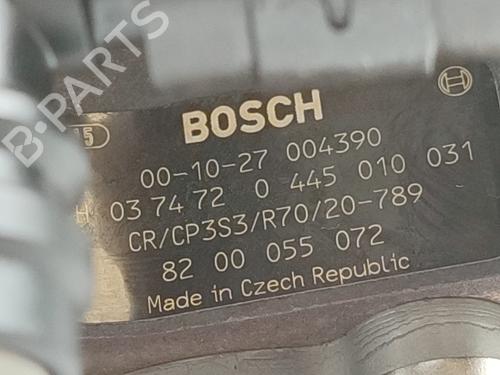 B-PARTS
15
BOSCH
00-10-27 004390
H 03 74 72 0 445 010 031
CR/CP3S3/R70/20-789
82 00 055 072
Made in Czech Republic